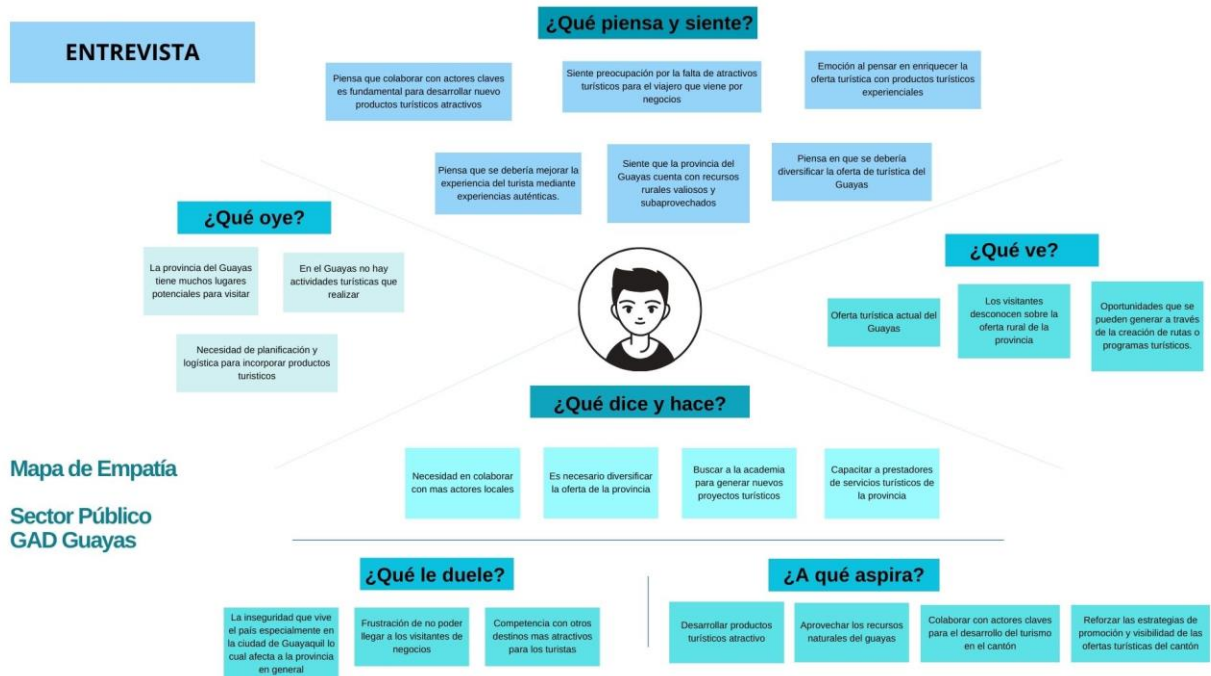 ENTREVISTA
¿Qué piensa y siente?
Piensa que colaborar con actores claves
es fundamental para desarrollar nuevo
productos turísticos atractivos
Siente preocupación por la falta de atractivos
turísticos para el viajero que viene por
negocios
Emoción al pensar en enriquecer la
oferta turística con productos turísticos
experienciales
Piensa que se debería mejorar la
experiencia del turista mediante
experiencias auténticas.
Siente que la provincia del
Guayas cuenta con recursos
rurales valiosos y
subaprovechados
Piensa en que se debería
diversificar la oferta de turística del
Guayas
¿Qué oye?
La provincia del Guayas
tiene muchos lugares
potenciales para visitar
En el Guayas no hay
actividades turísticas que
realizar
Necesidad de planificación y
logística para incorporar productos
turisticos
¿Qué ve?
Oferta turística actual del
Guayas
Los visitantes
desconocen sobre la
oferta rural de la
provincia
Oportunidades que se
pueden generar a través
de la creación de rutas o
programas turísticos.
¿Qué dice y hace?
Necesidad en colaborar
con mas actores locales
Es necesario diversificar
la oferta de la provincia
Buscar a la academia
para generar nuevos
proyectos turísticos
Capacitar a prestadores
de servicios turísticos de
la provincia
Mapa de Empatía
Sector Público
GAD Guayas
¿Qué le duele?
La inseguridad que vive
el país especialmente en
la ciudad de Guayaquil lo
cual afecta a la provincia
en general
Frustración de no poder
llegar a los visitantes de
negocios
Competencia con otros
destinos mas atractivos
para los turistas
¿A qué aspira?
Desarrollar productos
turísticos atractivo
Aprovechar los recursos
naturales del guayas
Colaborar con actores claves
para el desarrollo del turismo
en el cantón
Reforzar las estrategias de
promoción y visibilidad de las
ofertas turísticas del cantón